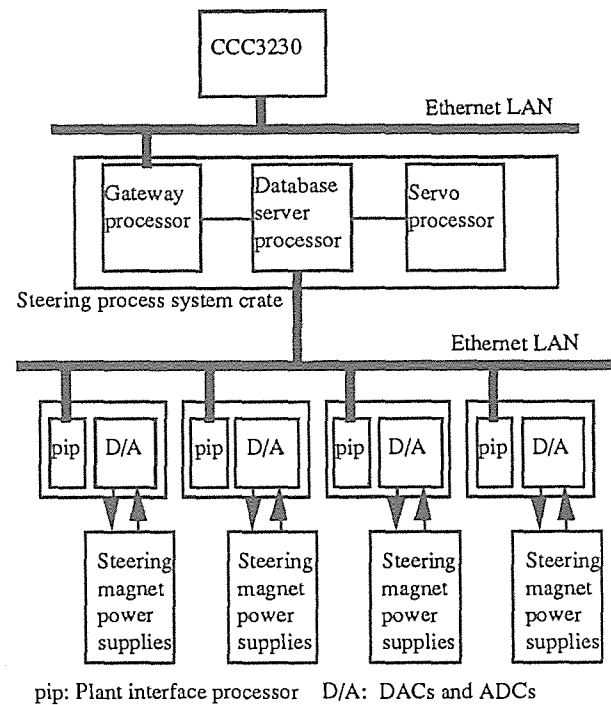 CCC3230
Ethernet LAN
Gateway
processor
Database
server
processor
Servo
processor
Steering process system crate
Ethernet LAN
pip
D/A
pip
D/A
pip
D/A
pip
D/A
Steering
magnet
power
supplies
Steering
magnet
power
supplies
Steering
magnet
power
supplies
Steering
magnet
power
supplies
pip: Plant interface processor D/A: DACs and ADCs